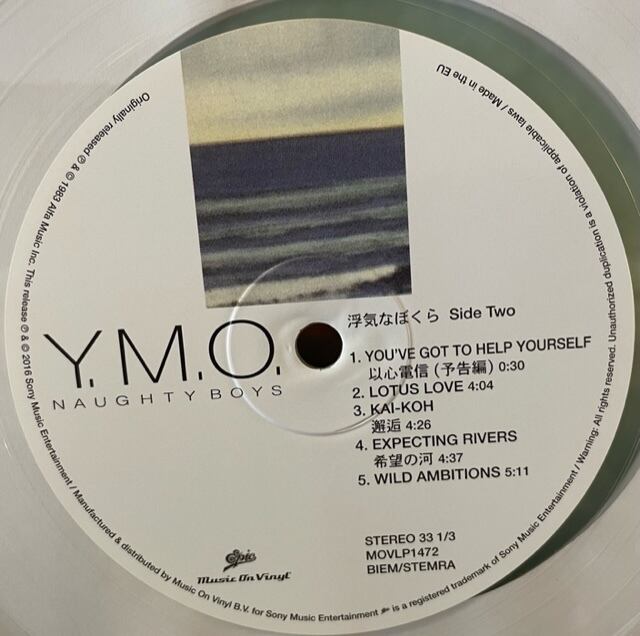 Y.M.O.
NAUGHTY BOYS
浮気なぼくら Side Two
1. YOU'VE GOT TO HELP YOURSELF
以心電信 (予告編) 0:30
2. LOTUS LOVE 4:04
3. KAI-KOH
邂逅 4:26
4. EXPECTING RIVERS
希望の河 4:37
5. WILD AMBITIONS 5:11
STEREO 33 1/3
MOVLP1472
BIEM/STEMRA
Epic
Music On Vinyl
Originally released ℗ & © 1983 Alfa Music Inc. This release ℗ & © 2016 Sony Music Entertainment / Manufactured & distributed by Music On Vinyl B.V. for Sony Music Entertainment is a registered trademark of Sony Music Entertainment / Warning: All rights reserved. Unauthorized duplication is a violation of applicable laws / Made in the EU